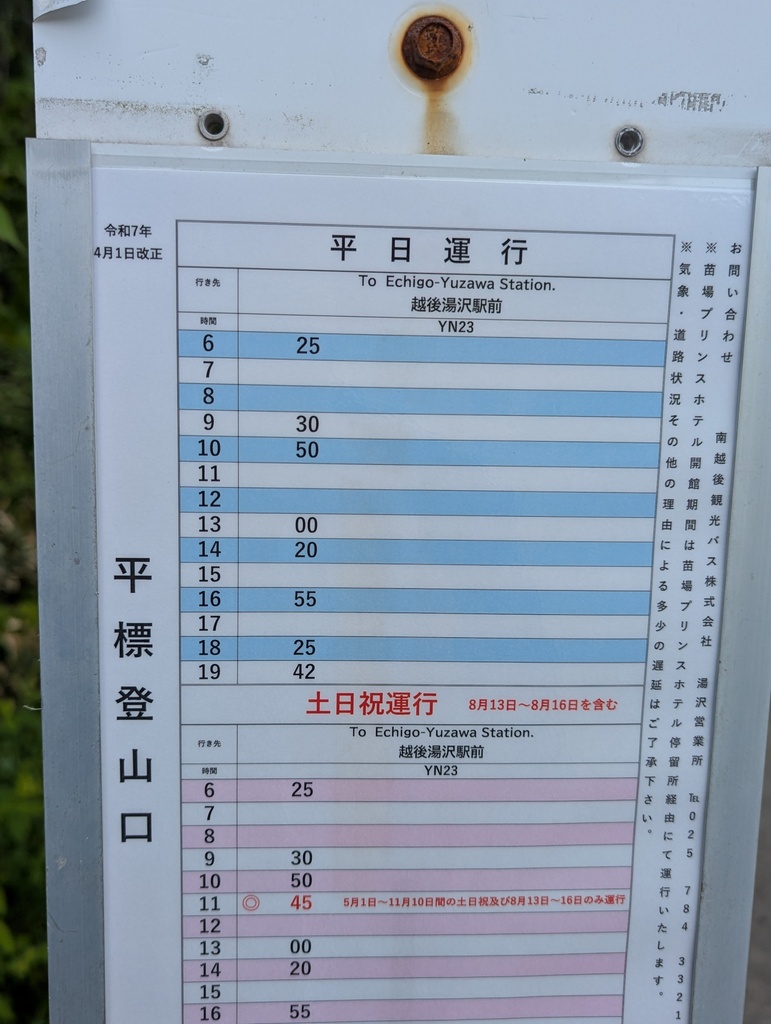 令和7年
4月1日改正
平日運行
行き先
To Echigo-Yuzawa Station.
越後湯沢駅前
時間
YN23
6 25
7
8
9 30
10 50
11
12
13 00
14 20
15
16 55
17
18 25
19 42
土日祝運行 8月13日～8月16日を含む
行き先
To Echigo-Yuzawa Station.
越後湯沢駅前
時間
YN23
6 25
7
8
9 30
10 50
11 ◎ 45 5月1日～11月10日間の土日祝及び8月13日～16日のみ運行
12
13 00
14 20
15
16 55
平標登山口
お問い合わせ 南越後観光バス株式会社 湯沢営業所 ℡025 784 3321
※苗場プリンスホテル開館期間は苗場プリンスホテル停留所経由にて運行いたします。
※気象・道路状況その他の理由による多少の遅延はご了承下さい。